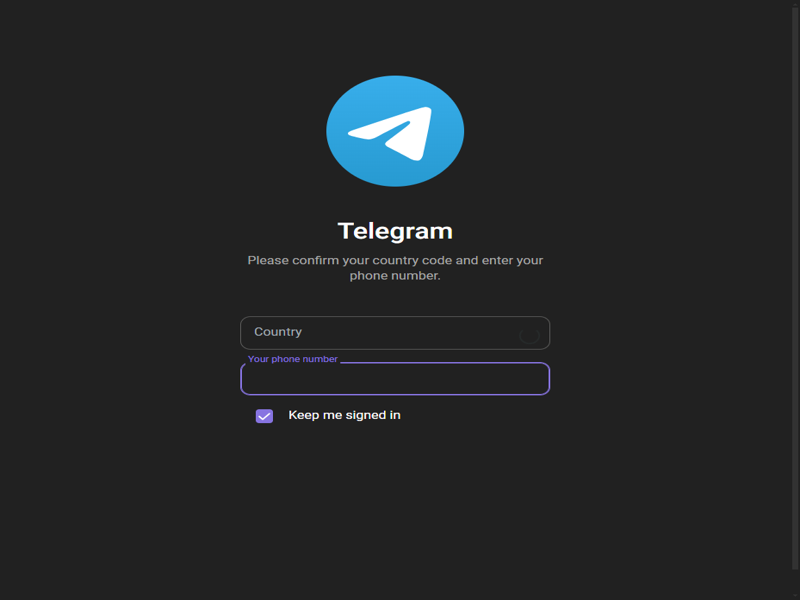 Telegram
Please confirm your country code and enter your
phone number.
Country
Your phone number
Keep me signed in